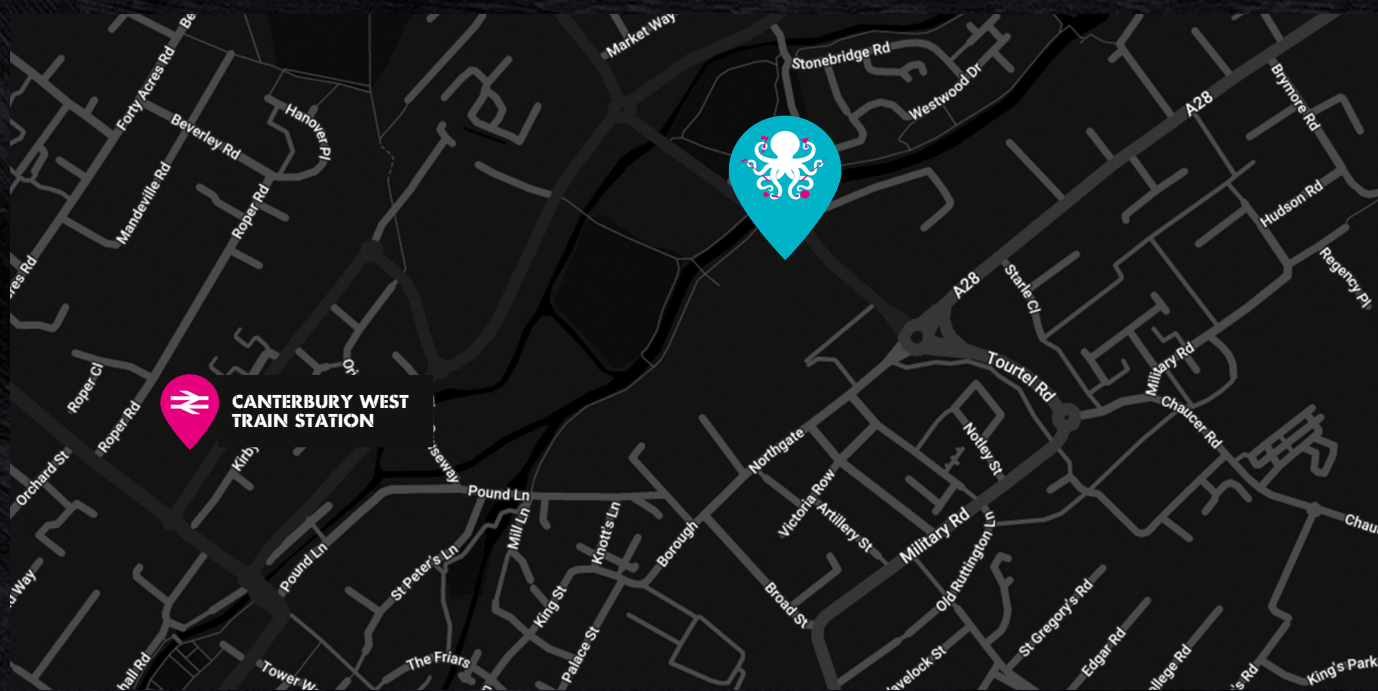 Market Way
Stonebridge Rd
Westwood Dr
Forty Acres Rd
Beverley Rd
Hanover Pl
Mandeville Rd
Roper Rd
A28
Brymore Rd
Hudson Rd
Regency Pl
A28
Starle Cl
Tourtel Rd
Military Rd
Chaucer Rd
Roper Cl
Roper Rd
Orchard St
CANTERBURY WEST
TRAIN STATION
Northgate
Notley St
Victoria Row
Artillery St
Military Rd
Pound Ln
Mill Ln
Knott's Ln
Borough
Broad St
Old Ruttington Ln
Pound Ln
St Peter's Ln
King St
Palace St
The Friars
St Gregory's Rd
Edgar Rd
King's Park